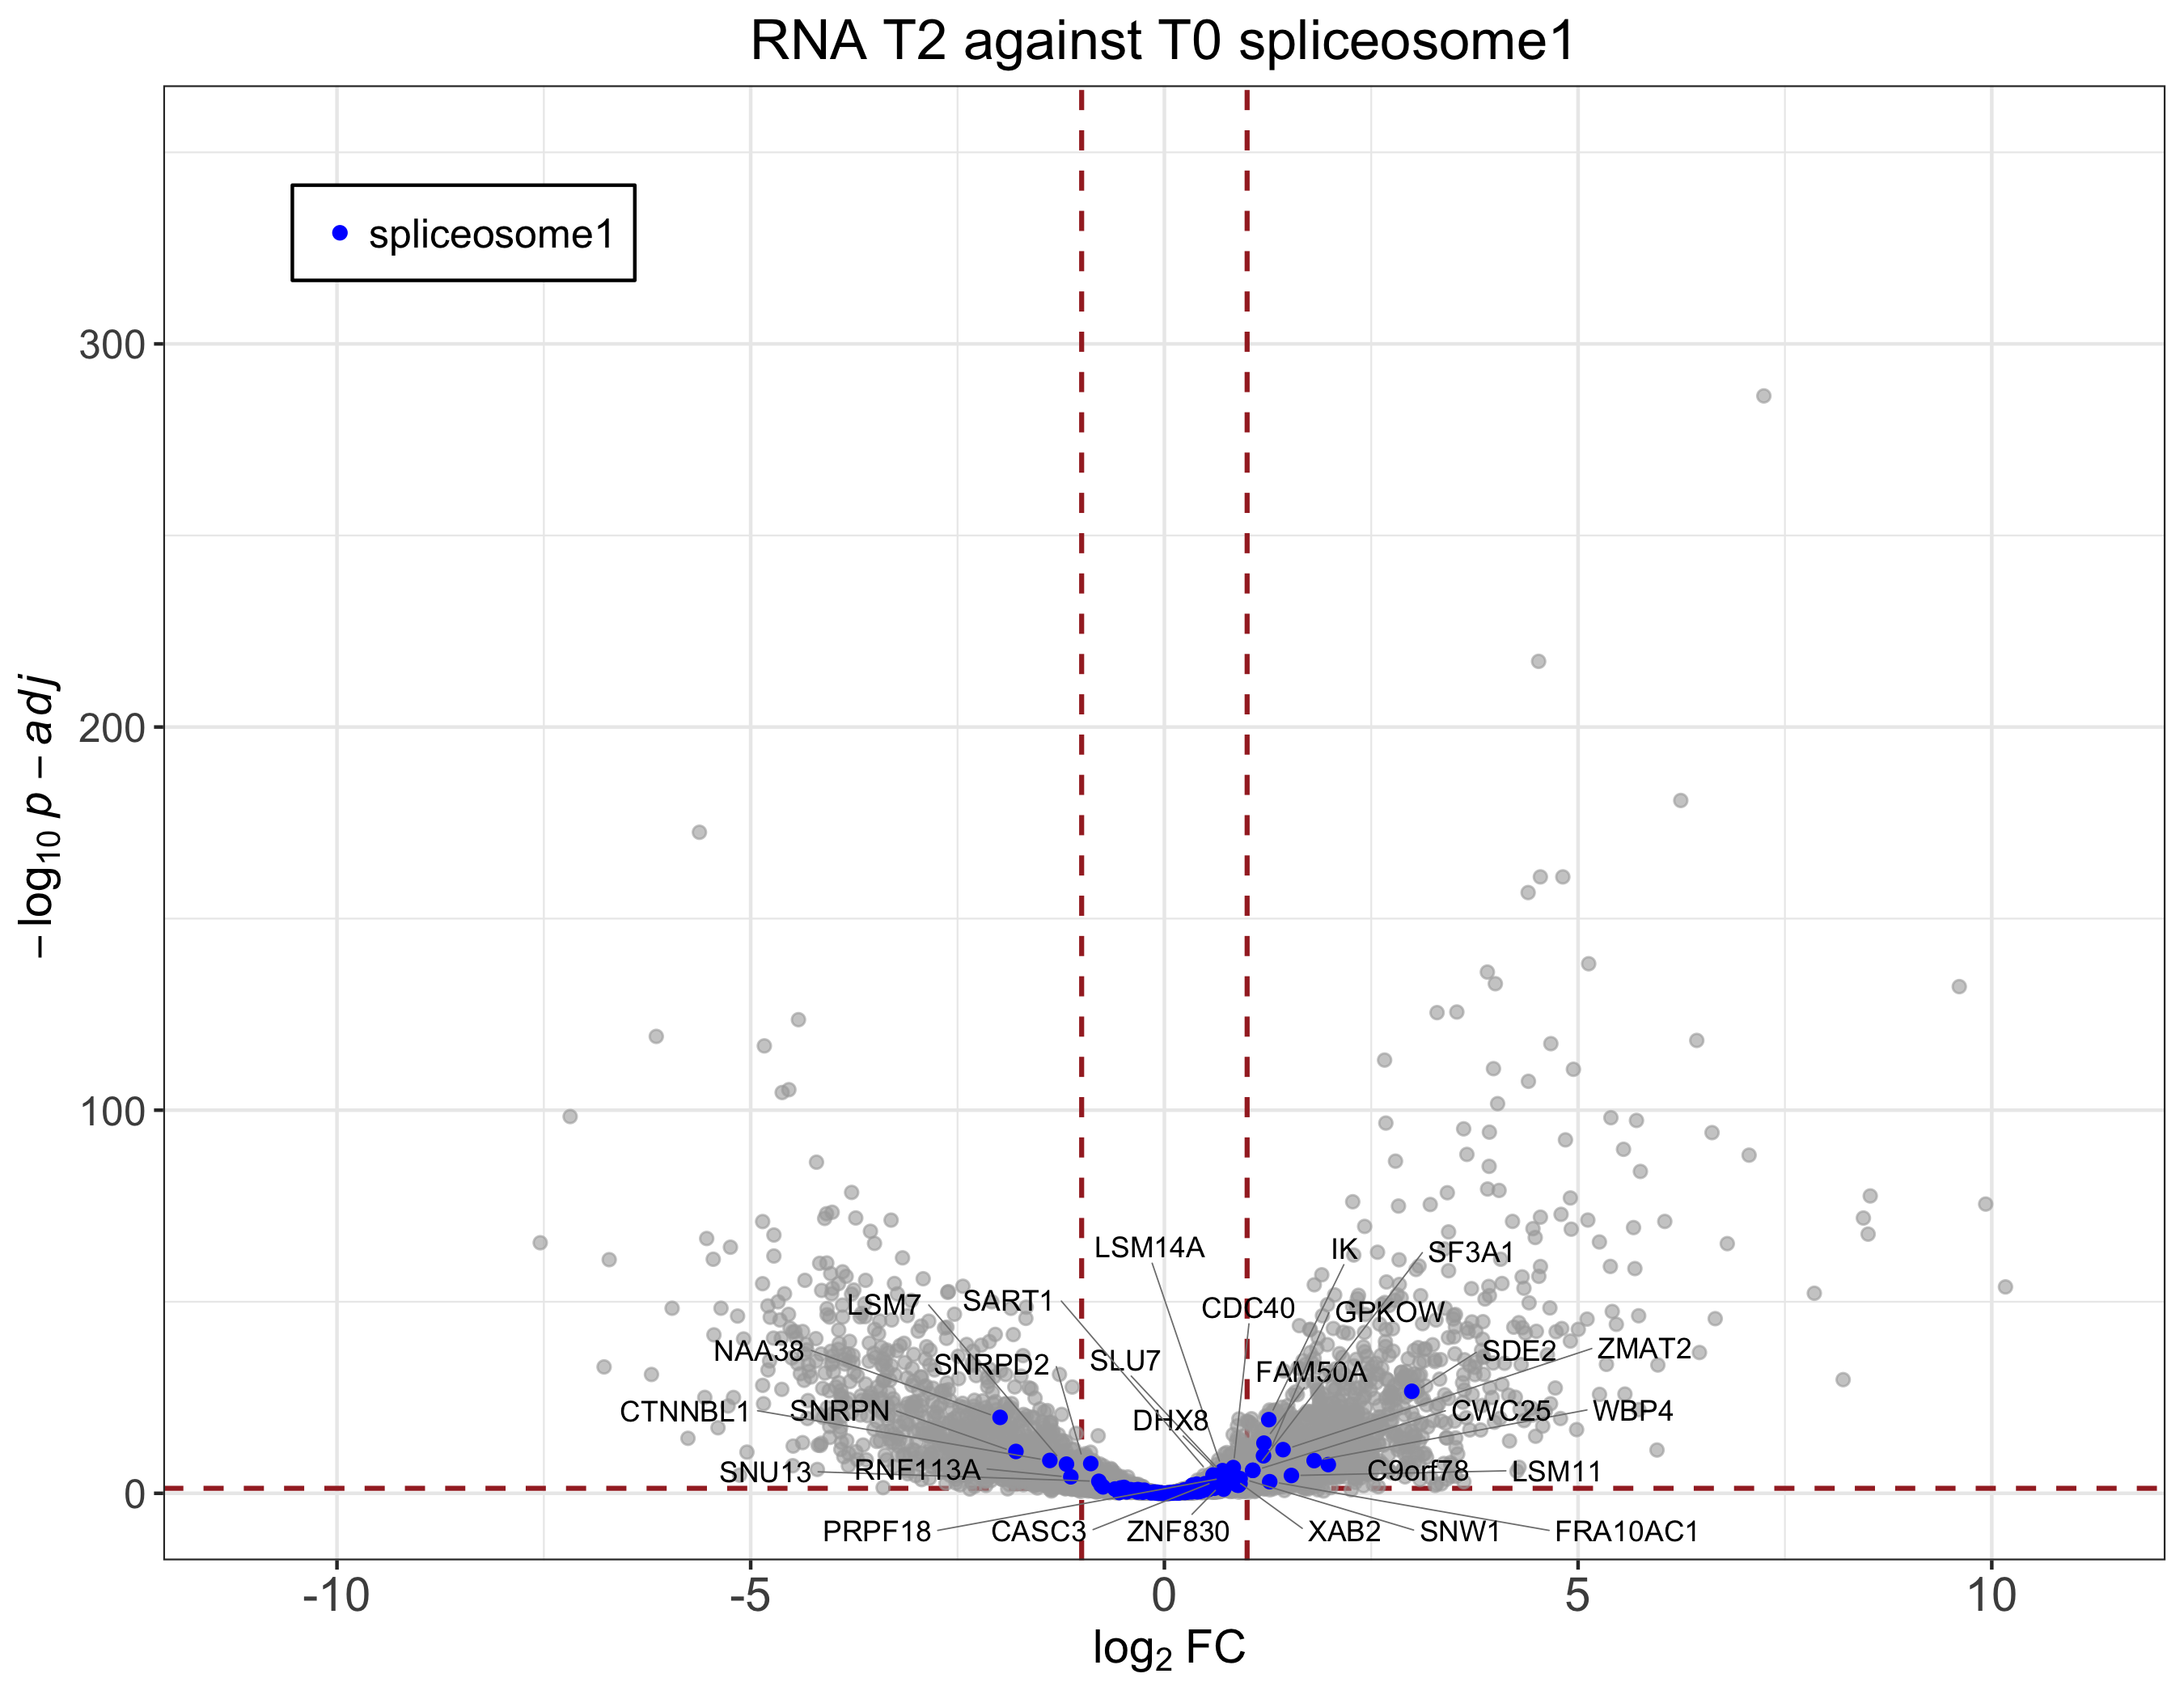 RNA T2 against T0 spliceosome1
spliceosome1
300
200
100
0
−log10 p − adj
LSM14A
IK
SF3A1
LSM7
SART1
CDC40
GPKOW
NAA38
SNRPD2
SLU7
FAM50A
SDE2
ZMAT2
CTNNBL1
SNRPN
DHX8
CWC25
WBP4
SNU13
RNF113A
C9orf78
LSM11
PRPF18
CASC3
ZNF830
XAB2
SNW1
FRA10AC1
-10
-5
0
5
10
log2 FC